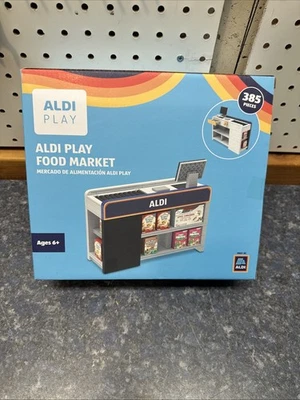 ALDI
PLAY
385
PIECES
ALDI PLAY
FOOD MARKET
MERCADO DE ALIMENTACIÓN ALDI PLAY
ALDI
Ages 6+
ALDI